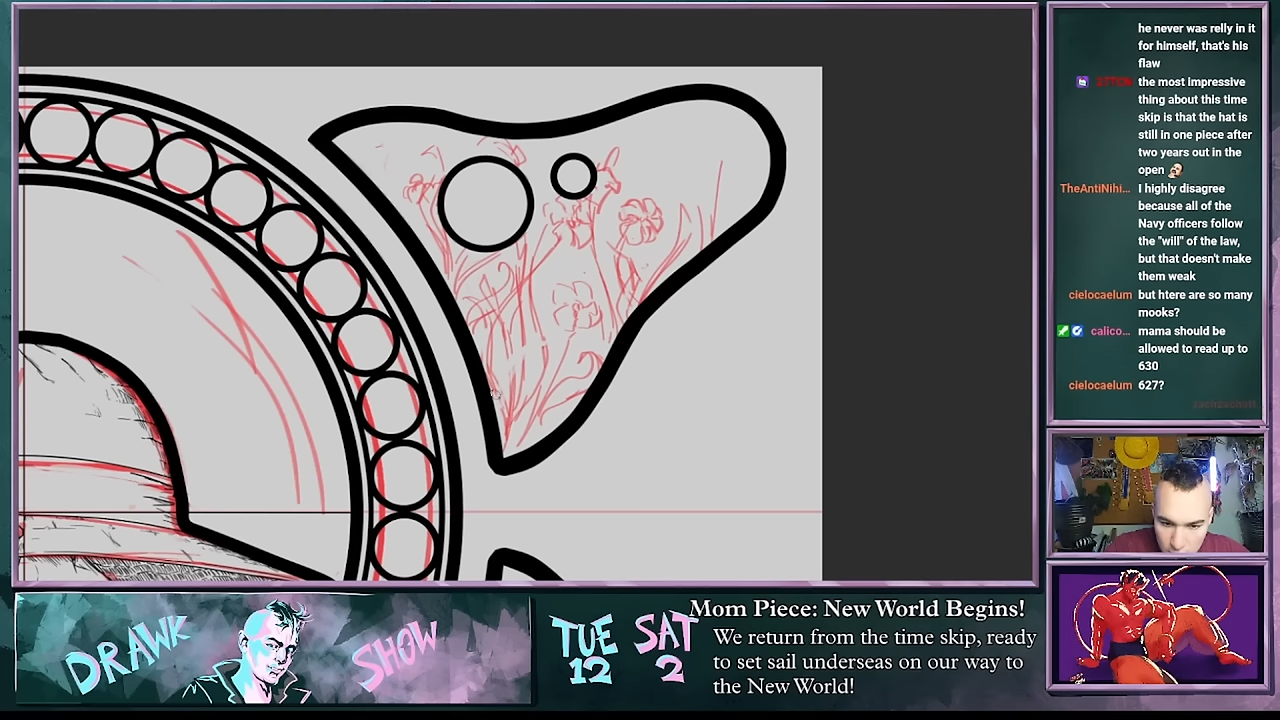 he never was relly in it
for himself, that's his
flaw
the most impressive
thing about this time
skip is that the hat is
still in one piece after
two years out in the
open
TheAntiNihi... I highly disagree
because all of the
Navy officers follow
the "will" of the law,
but that doesn't make
them weak
cielocaelum but htere are so many
mooks?
calico... mama should be
allowed to read up to
630
cielocaelum 627?
DRAWK
SHOW
TUE SAT
12 2
Mom Piece: New World Begins!
We return from the time skip, ready
to set sail underseas on our way to
the New World!